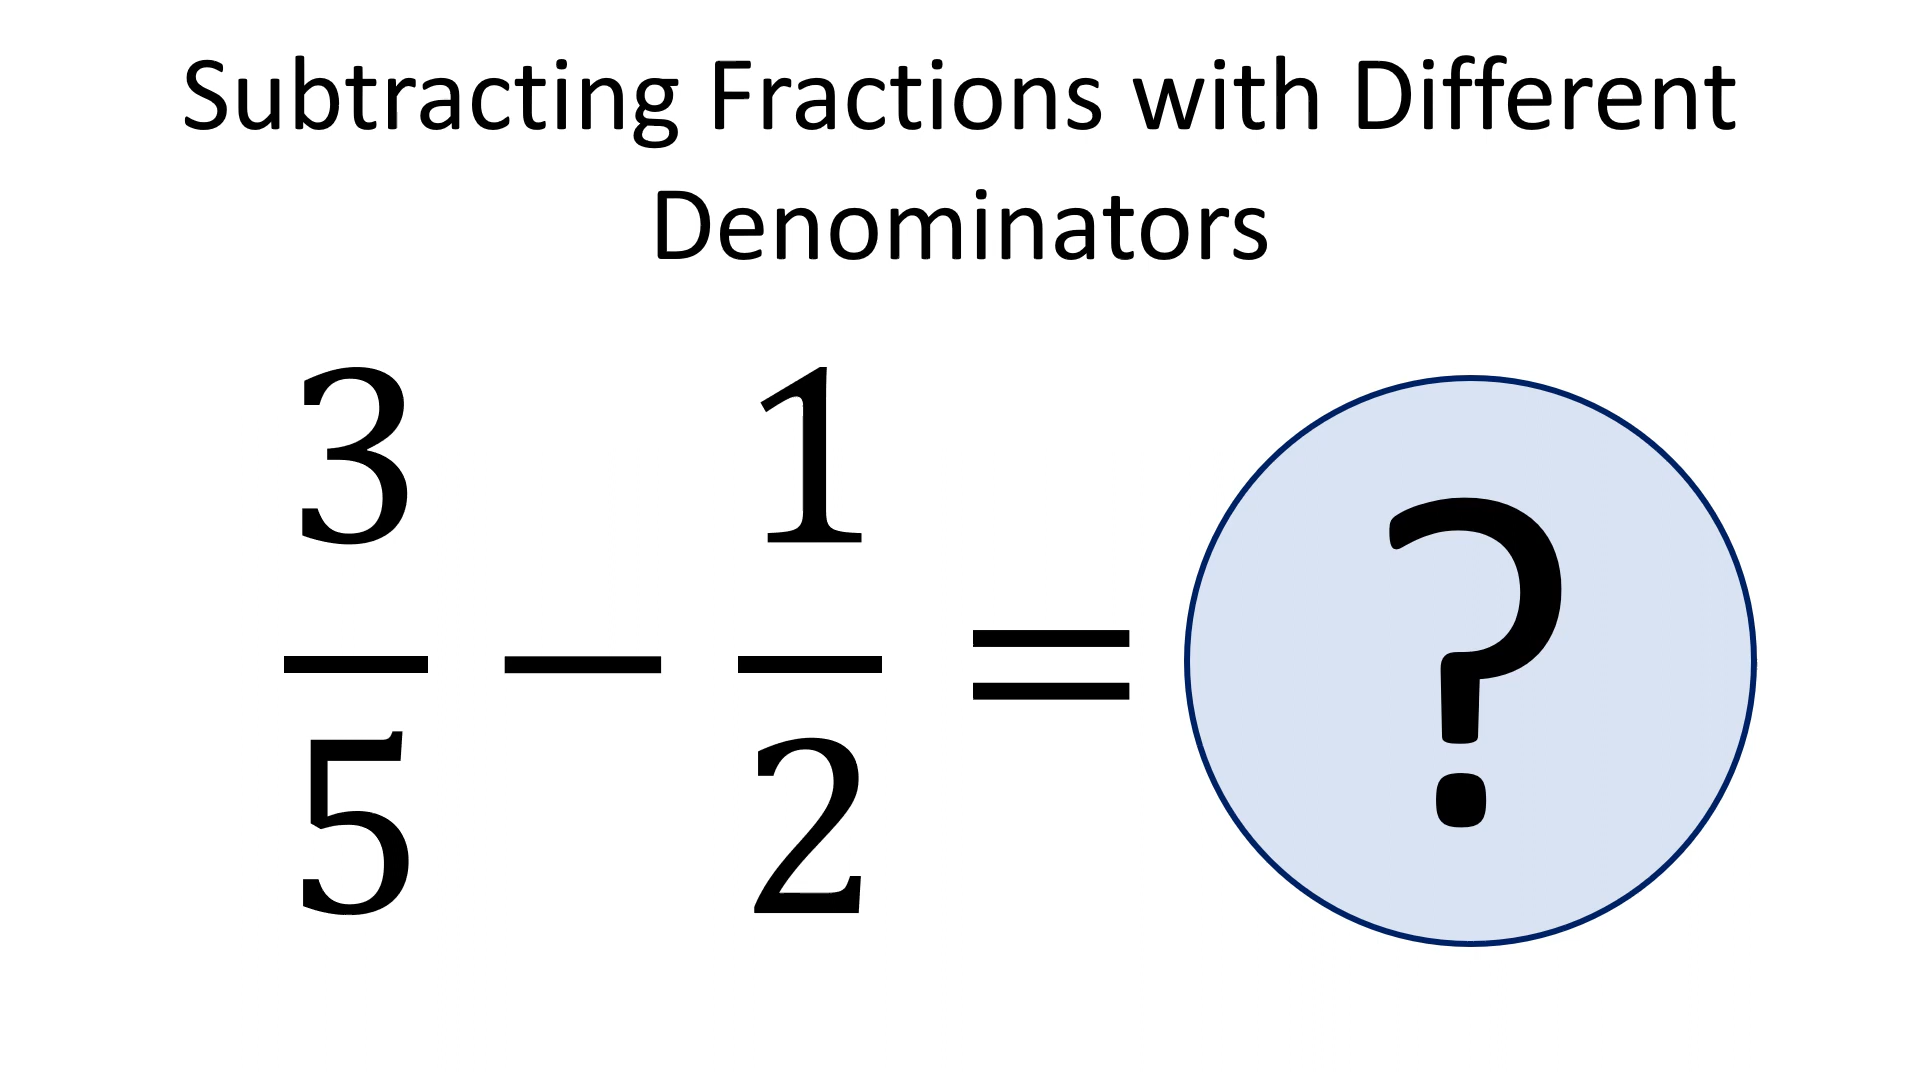 Subtracting Fractions with Different
Denominators
3/5 − 1/2 = ?